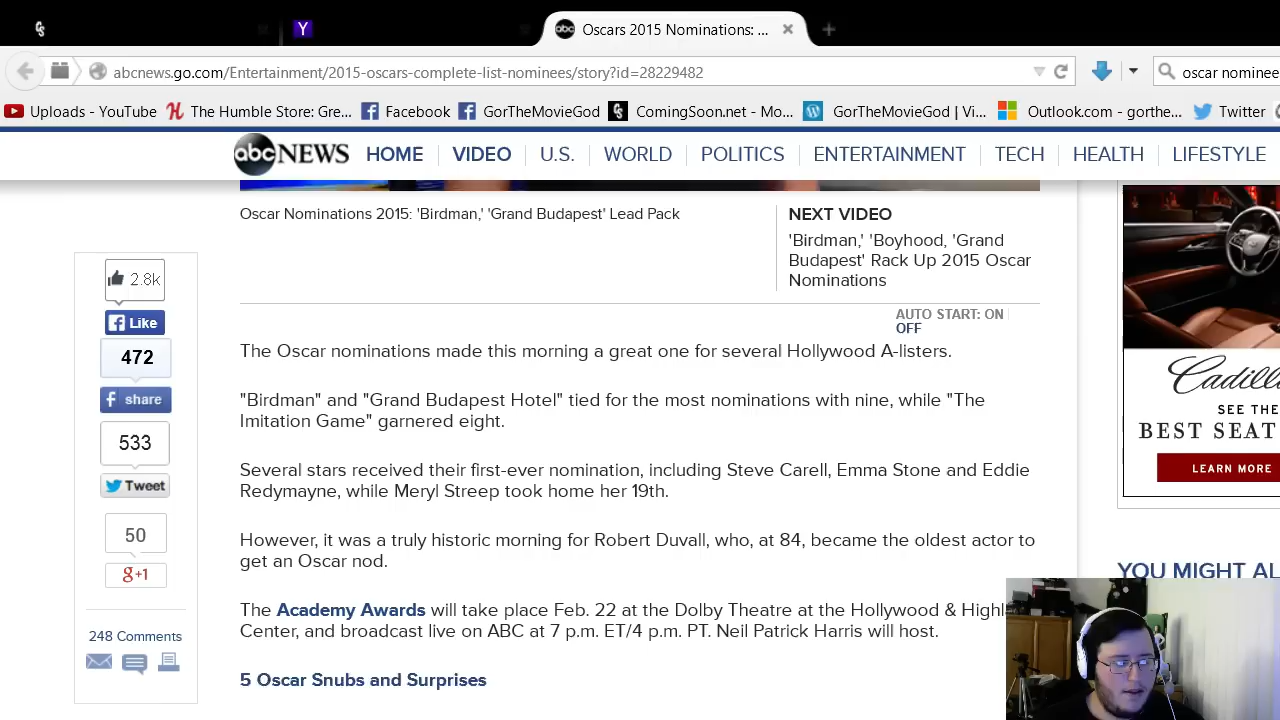 Oscars 2015 Nominations: ...
abcnews.go.com/Entertainment/2015-oscars-complete-list-nominees/story?id=28229482
oscar nominee
Uploads - YouTube
The Humble Store: Gre...
Facebook
GorTheMovieGod
ComingSoon.net - Mo...
GorTheMovieGod | Vi...
Outlook.com - gorthe...
Twitter
abc NEWS
HOME
VIDEO
U.S.
WORLD
POLITICS
ENTERTAINMENT
TECH
HEALTH
LIFESTYLE
Oscar Nominations 2015: 'Birdman,' 'Grand Budapest' Lead Pack
NEXT VIDEO
'Birdman,' 'Boyhood, 'Grand
Budapest' Rack Up 2015 Oscar
Nominations
AUTO START: ON
OFF
2.8k
Like
472
share
533
Tweet
50
g+1
248 Comments
The Oscar nominations made this morning a great one for several Hollywood A-listers.
"Birdman" and "Grand Budapest Hotel" tied for the most nominations with nine, while "The
Imitation Game" garnered eight.
Several stars received their first-ever nomination, including Steve Carell, Emma Stone and Eddie
Redymayne, while Meryl Streep took home her 19th.
However, it was a truly historic morning for Robert Duvall, who, at 84, became the oldest actor to
get an Oscar nod.
The Academy Awards will take place Feb. 22 at the Dolby Theatre at the Hollywood & Highl
Center, and broadcast live on ABC at 7 p.m. ET/4 p.m. PT. Neil Patrick Harris will host.
5 Oscar Snubs and Surprises
Cadill
SEE THE
BEST SEAT
LEARN MORE
YOU MIGHT AL